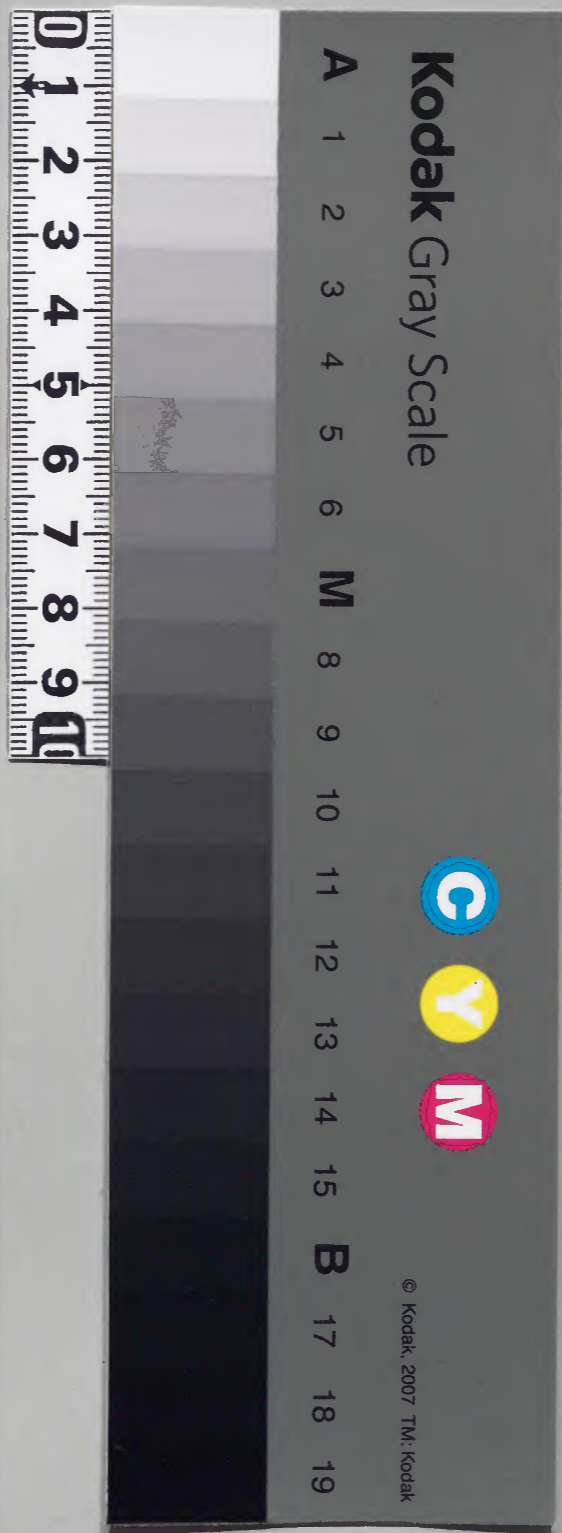 Kodak Gray Scale
C Y M
© Kodak, 2007 TM: Kodak
A 1 2 3 4 5 6 M 8 9 10 11 12 13 14 15 B 17 18 19
0 1 2 3 4 5 6 7 8 9 10